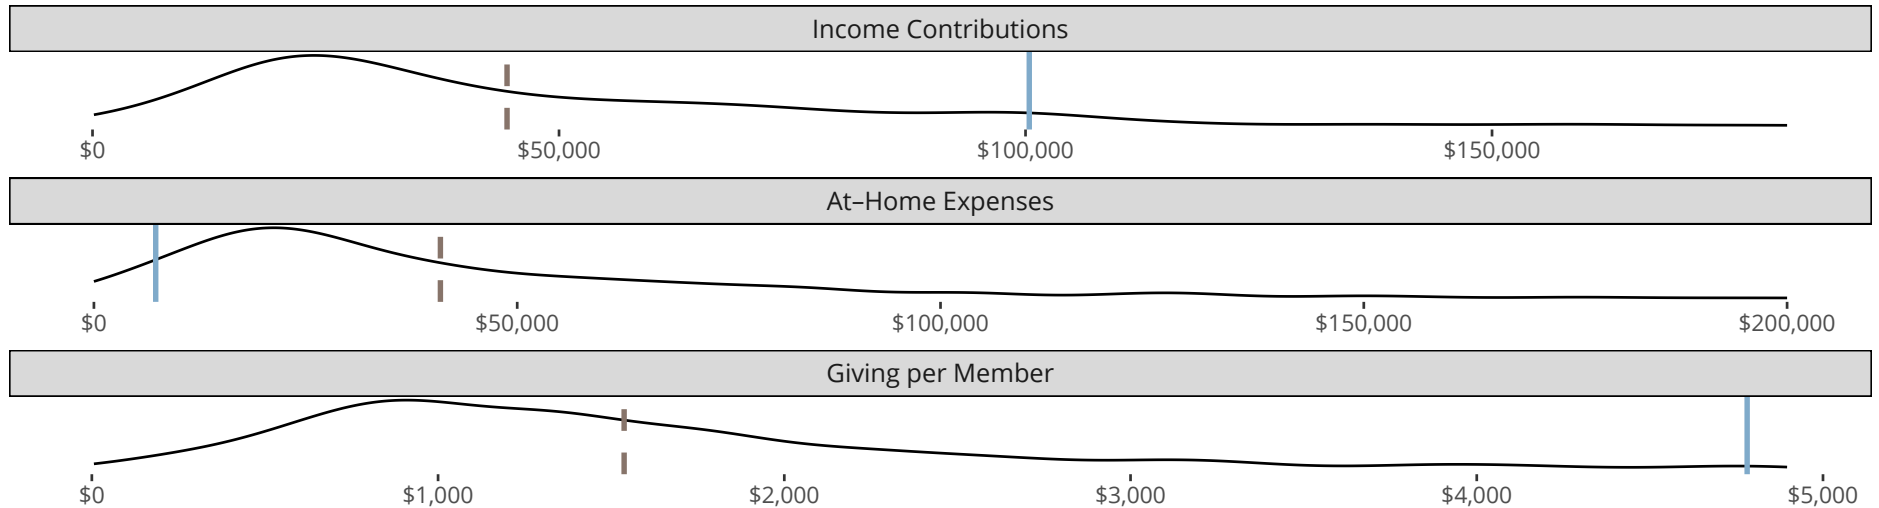 Income Contributions
$0 $50,000 $100,000 $150,000
At–Home Expenses
$0 $50,000 $100,000 $150,000 $200,000
Giving per Member
$0 $1,000 $2,000 $3,000 $4,000 $5,000